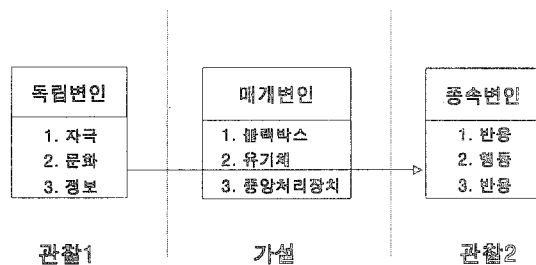 독립변인
1. 자극
2. 문화
3. 정보
매개변인
1. 블랙박스
2. 유기체
3. 중앙처리장치
종속변인
1. 반응
2. 행동
3. 반응
관찰1
가설
관찰2